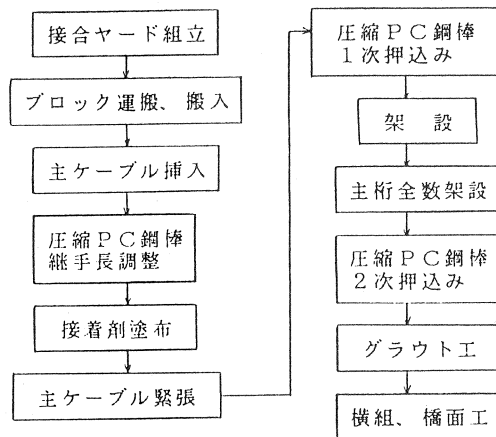 接合ヤード組立
ブロック運搬、搬入
主ケーブル挿入
圧縮ＰＣ鋼棒
継手長調整
接着剤塗布
主ケーブル緊張
圧縮ＰＣ鋼棒
１次押込み
架 設
主桁全数架設
圧縮ＰＣ鋼棒
２次押込み
グラウト工
横組、橋面工